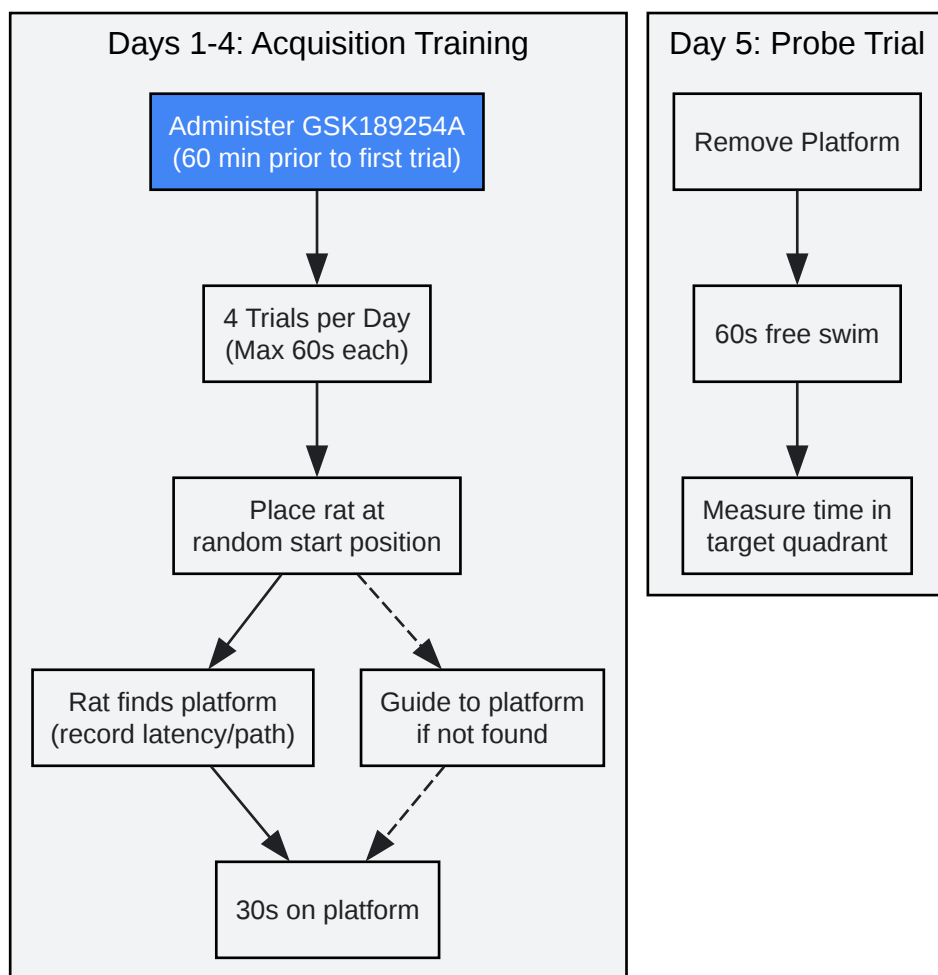 Days 1-4: Acquisition Training
Administer GSK189254A
(60 min prior to first trial)
4 Trials per Day
(Max 60s each)
Place rat at
random start position
Rat finds platform
(record latency/path)
Guide to platform
if not found
30s on platform
Day 5: Probe Trial
Remove Platform
60s free swim
Measure time in
target quadrant